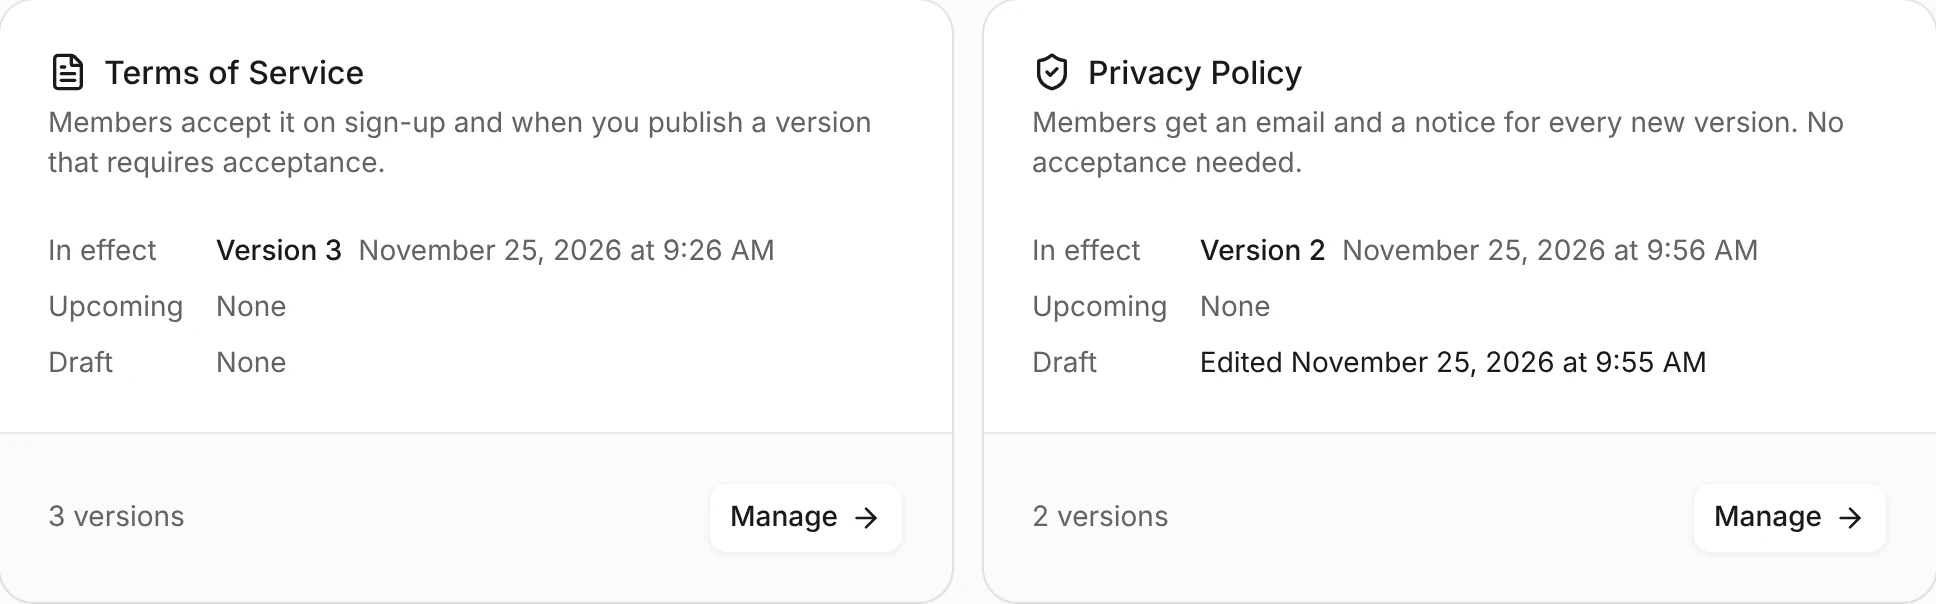 Terms of Service
Members accept it on sign-up and when you publish a version
that requires acceptance.
In effect Version 3 November 25, 2026 at 9:26 AM
Upcoming None
Draft None
3 versions
Manage →
Privacy Policy
Members get an email and a notice for every new version. No
acceptance needed.
In effect Version 2 November 25, 2026 at 9:56 AM
Upcoming None
Draft Edited November 25, 2026 at 9:55 AM
2 versions
Manage →